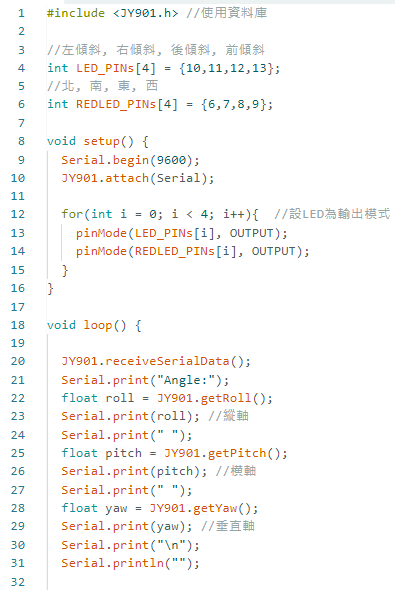 1 #include <JY901.h> //使用資料庫
2
3 //左傾斜, 右傾斜, 後傾斜, 前傾斜
4 int LED_PINs[4] = {10,11,12,13};
5 //北, 南, 東, 西
6 int REDLED_PINs[4] = {6,7,8,9};
7
8 void setup() {
9 Serial.begin(9600);
10 JY901.attach(Serial);
11
12 for(int i = 0; i < 4; i++){ //設LED為輸出模式
13 pinMode(LED_PINs[i], OUTPUT);
14 pinMode(REDLED_PINs[i], OUTPUT);
15 }
16 }
17
18 void loop() {
19
20 JY901.receiveSerialData();
21 Serial.print("Angle:");
22 float roll = JY901.getRoll();
23 Serial.print(roll); //縱軸
24 Serial.print(" ");
25 float pitch = JY901.getPitch();
26 Serial.print(pitch); //橫軸
27 Serial.print(" ");
28 float yaw = JY901.getYaw();
29 Serial.print(yaw); //垂直軸
30 Serial.print("\n");
31 Serial.println("");
32